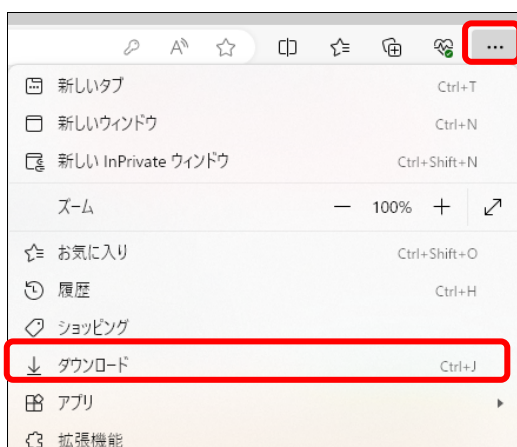 新しいタブ Ctrl+T
新しいウィンドウ Ctrl+N
新しい InPrivate ウィンドウ Ctrl+Shift+N
ズーム — 100% +
お気に入り Ctrl+Shift+O
履歴 Ctrl+H
ショッピング
ダウンロード Ctrl+J
アプリ
拡張機能